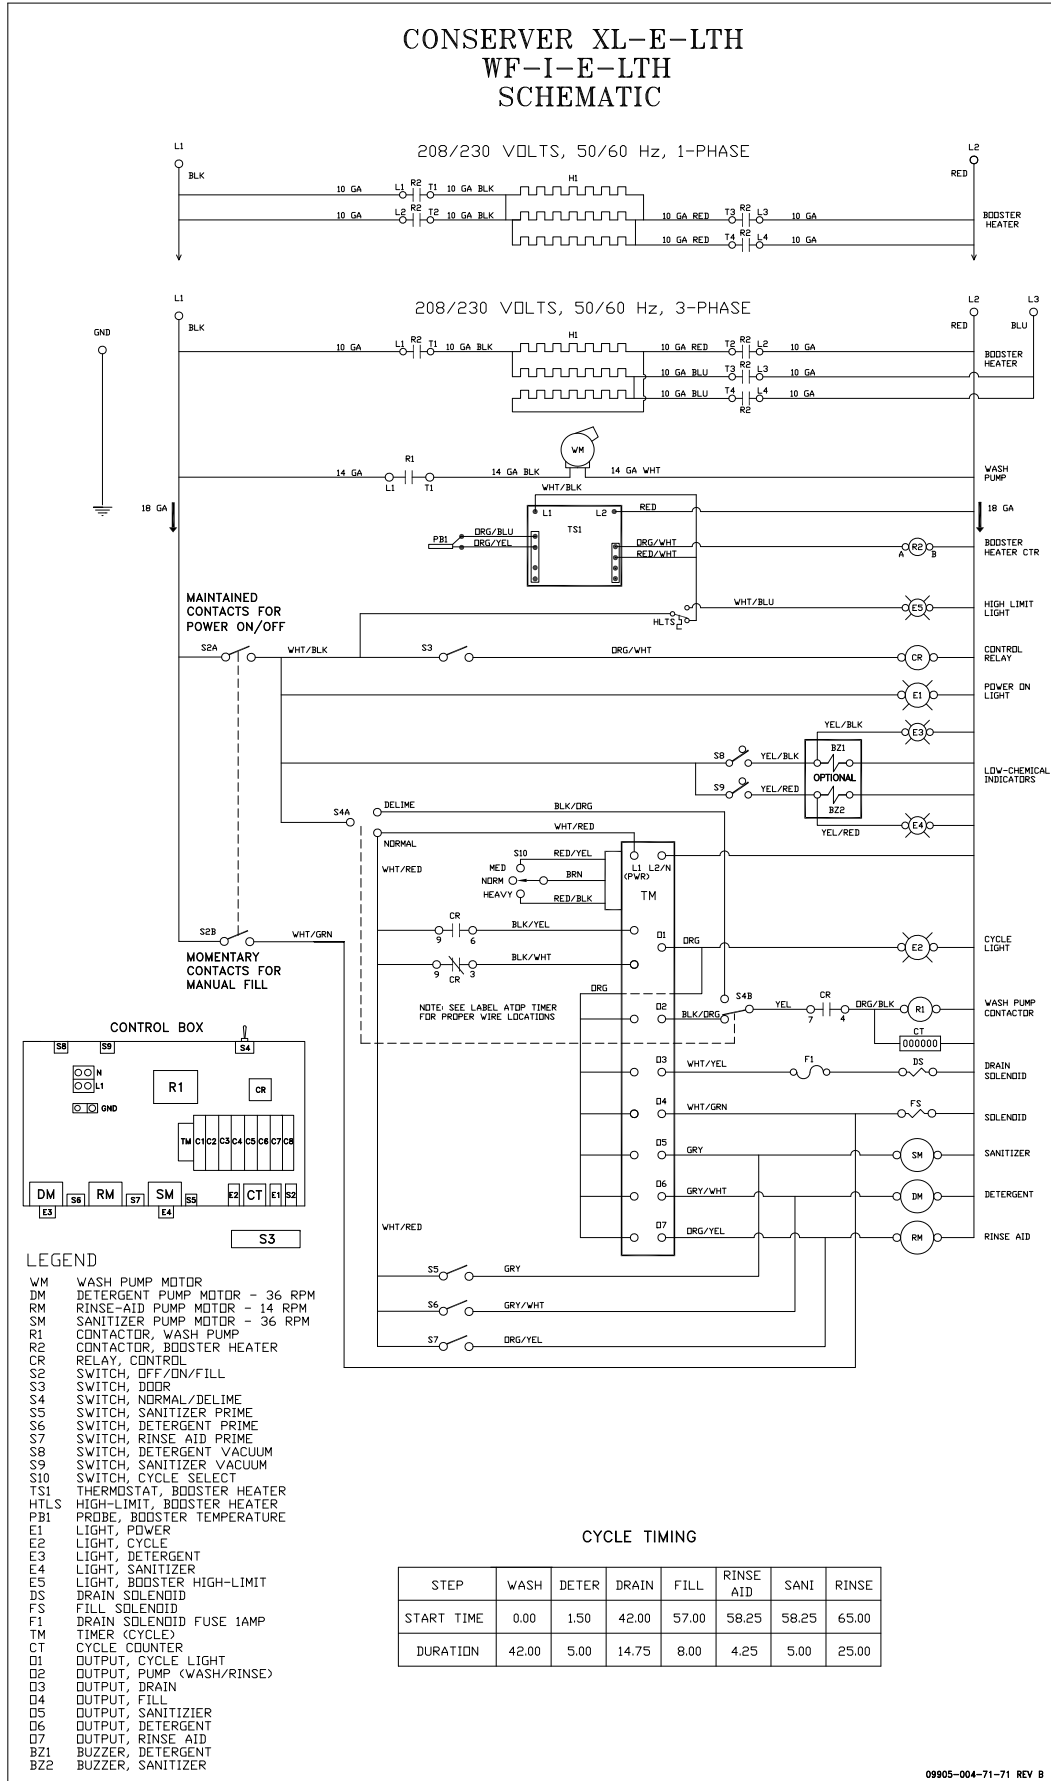 CONSERVER XL-E-LTH
WF-I-E-LTH
SCHEMATIC
208/230 VOLTS, 50/60 Hz, 1-PHASE
L1
L2
BLK
RED
H1
10 GA L1 R2 T1 10 GA BLK
10 GA L2 R2 T2 10 GA BLK
10 GA RED T3 R2 L3 10 GA
10 GA RED T4 R2 L4 10 GA
BOOSTER
HEATER
208/230 VOLTS, 50/60 Hz, 3-PHASE
L1
L2
L3
GND
BLK
RED
BLU
H1
10 GA L1 R2 T1 10 GA BLK
10 GA RED T2 R2 L2 10 GA
10 GA BLU T3 R2 L3 10 GA
10 GA BLU T4 R2 L4 10 GA
BOOSTER
HEATER
WM
R1
14 GA L1 T1 14 GA BLK
14 GA WHT
WASH
PUMP
WHT/BLK
18 GA
L1 L2
RED
18 GA
TS1
PB1
ORG/BLU
ORG/YEL
ORG/WHT
RED/WHT
A R2 B
BOOSTER
HEATER CTR
MAINTAINED
CONTACTS FOR
POWER ON/OFF
HLTS
WHT/BLU
E5
HIGH LIMIT
LIGHT
S2A
WHT/BLK
S3
ORG/WHT
CR
CONTROL
RELAY
E1
POWER ON
LIGHT
YEL/BLK
E3
S8
YEL/BLK
BZ1
OPTIONAL
S9
YEL/RED
BZ2
YEL/RED
E4
LOW-CHEMICAL
INDICATORS
S4A
DELIME
BLK/ORG
NORMAL
WHT/RED
WHT/RED
S10
MED
NORM
HEAVY
RED/YEL
BRN
RED/BLK
L1 L2/N
(PWR)
TM
S2B
WHT/GRN
MOMENTARY
CONTACTS FOR
MANUAL FILL
CR
9 6
BLK/YEL
9 3
CR
BLK/WHT
O1
ORG
E2
CYCLE
LIGHT
ORG
NOTE: SEE LABEL ATOP TIMER
FOR PROPER WIRE LOCATIONS
O2
BLK/ORG
S4B
YEL
CR
7 4
ORG/BLK
R1
WASH PUMP
CONTACTOR
CT
000000
O3
WHT/YEL
F1
DS
DRAIN
SOLENOID
O4
WHT/GRN
FS
SOLENOID
O5
GRY
SM
SANITIZER
O6
GRY/WHT
DM
DETERGENT
O7
ORG/YEL
RM
RINSE AID
WHT/RED
S5
GRY
S6
GRY/WHT
S7
ORG/YEL
CONTROL BOX
S8 S9 S4
N
L1
GND
R1
CR
TM C1 C2 C3 C4 C5 C6 C7 C8
DM S6 RM S7 SM S5 E2 CT E1 S2
E3 E4
S3
LEGEND
WM WASH PUMP MOTOR
DM DETERGENT PUMP MOTOR - 36 RPM
RM RINSE-AID PUMP MOTOR - 14 RPM
SM SANITIZER PUMP MOTOR - 36 RPM
R1 CONTACTOR, WASH PUMP
R2 CONTACTOR, BOOSTER HEATER
CR RELAY, CONTROL
S2 SWITCH, OFF/ON/FILL
S3 SWITCH, DOOR
S4 SWITCH, NORMAL/DELIME
S5 SWITCH, SANITIZER PRIME
S6 SWITCH, DETERGENT PRIME
S7 SWITCH, RINSE AID PRIME
S8 SWITCH, DETERGENT VACUUM
S9 SWITCH, SANITIZER VACUUM
S10 SWITCH, CYCLE SELECT
TS1 THERMOSTAT, BOOSTER HEATER
HTLS HIGH-LIMIT, BOOSTER HEATER
PB1 PROBE, BOOSTER TEMPERATURE
E1 LIGHT, POWER
E2 LIGHT, CYCLE
E3 LIGHT, DETERGENT
E4 LIGHT, SANITIZER
E5 LIGHT, BOOSTER HIGH-LIMIT
DS DRAIN SOLENOID
FS FILL SOLENOID
F1 DRAIN SOLENOID FUSE 1AMP
TM TIMER (CYCLE)
CT CYCLE COUNTER
O1 OUTPUT, CYCLE LIGHT
O2 OUTPUT, PUMP (WASH/RINSE)
O3 OUTPUT, DRAIN
O4 OUTPUT, FILL
O5 OUTPUT, SANITIZIER
O6 OUTPUT, DETERGENT
O7 OUTPUT, RINSE AID
BZ1 BUZZER, DETERGENT
BZ2 BUZZER, SANITIZER
CYCLE TIMING
STEP WASH DETER DRAIN FILL RINSE AID SANI RINSE
START TIME 0.00 1.50 42.00 57.00 58.25 58.25 65.00
DURATION 42.00 5.00 14.75 8.00 4.25 5.00 25.00
09905-004-71-71 REV B